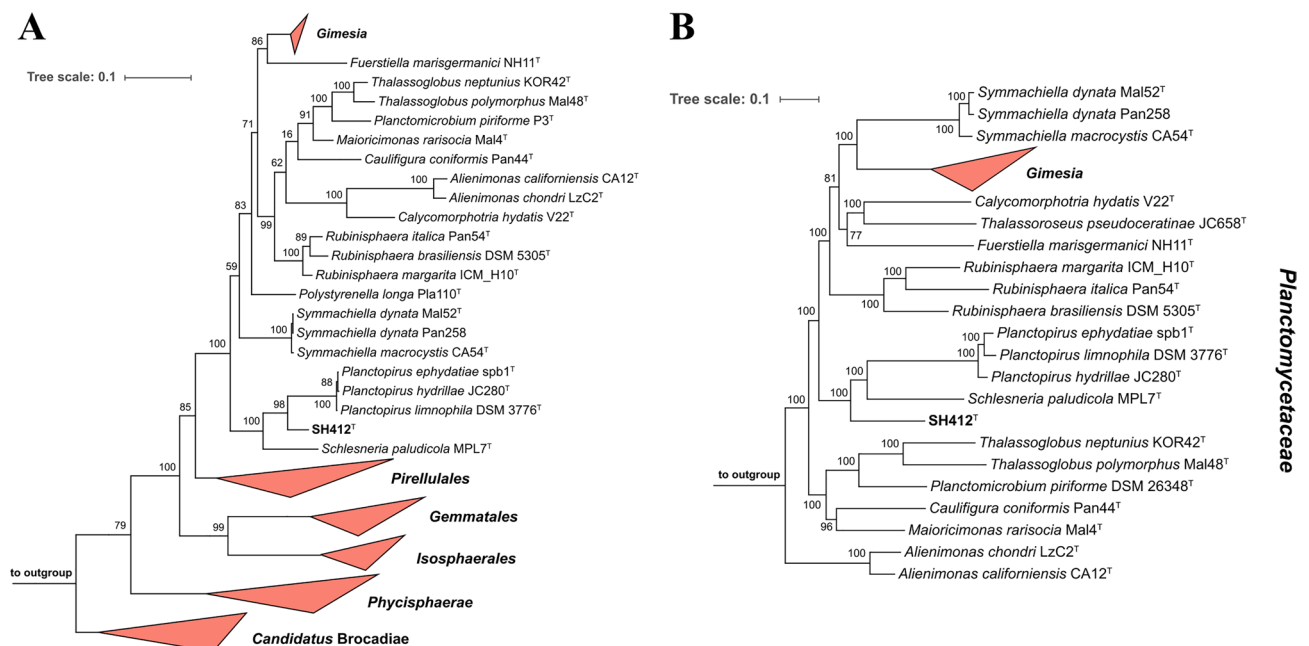 A
Tree scale: 0.1
86
Gimesia
Fuerstiella marisgermanici NH11ᵀ
100
Thalassoglobus neptunius KOR42ᵀ
100
Thalassoglobus polymorphus Mal48ᵀ
91
Planctomicrobium piriforme P3ᵀ
71
16
Maioricimonas rarisocia Mal4ᵀ
62
Caulifigura coniformis Pan44ᵀ
100
Alienimonas californiensis CA12ᵀ
100
Alienimonas chondri LzC2ᵀ
83
99
Calycomorphotria hydatis V22ᵀ
89
Rubinisphaera italica Pan54ᵀ
100
Rubinisphaera brasiliensis DSM 5305ᵀ
59
Rubinisphaera margarita ICM_H10ᵀ
Polystyrenella longa Pla110ᵀ
Symmachiella dynata Mal52ᵀ
100
Symmachiella dynata Pan258
100
Symmachiella macrocystis CA54ᵀ
Planctopirus ephydatiae spb1ᵀ
88
Planctopirus hydrillae JC280ᵀ
85
98
100
Planctopirus limnophila DSM 3776ᵀ
100
SH412ᵀ
Schlesneria paludicola MPL7ᵀ
100
Pirellulales
Gemmatales
79
99
Isosphaerales
to outgroup
Phycisphaerae
Candidatus Brocadiae
B
Tree scale: 0.1
100
Symmachiella dynata Mal52ᵀ
Symmachiella dynata Pan258
100
100
Symmachiella macrocystis CA54ᵀ
81
Gimesia
100
Calycomorphotria hydatis V22ᵀ
Thalassoroseus pseudoceratinae JC658ᵀ
100
77
Fuerstiella marisgermanici NH11ᵀ
100
Rubinisphaera margarita ICM_H10ᵀ
Rubinisphaera italica Pan54ᵀ
100
100
Rubinisphaera brasiliensis DSM 5305ᵀ
100
Planctopirus ephydatiae spb1ᵀ
100
Planctopirus limnophila DSM 3776ᵀ
100
Planctopirus hydrillae JC280ᵀ
100
100
Schlesneria paludicola MPL7ᵀ
SH412ᵀ
100
Thalassoglobus neptunius KOR42ᵀ
100
Thalassoglobus polymorphus Mal48ᵀ
to outgroup
Planctomicrobium piriforme DSM 26348ᵀ
100
Caulifigura coniformis Pan44ᵀ
96
Maioricimonas rarisocia Mal4ᵀ
100
Alienimonas chondri LzC2ᵀ
Alienimonas californiensis CA12ᵀ
Planctomycetaceae